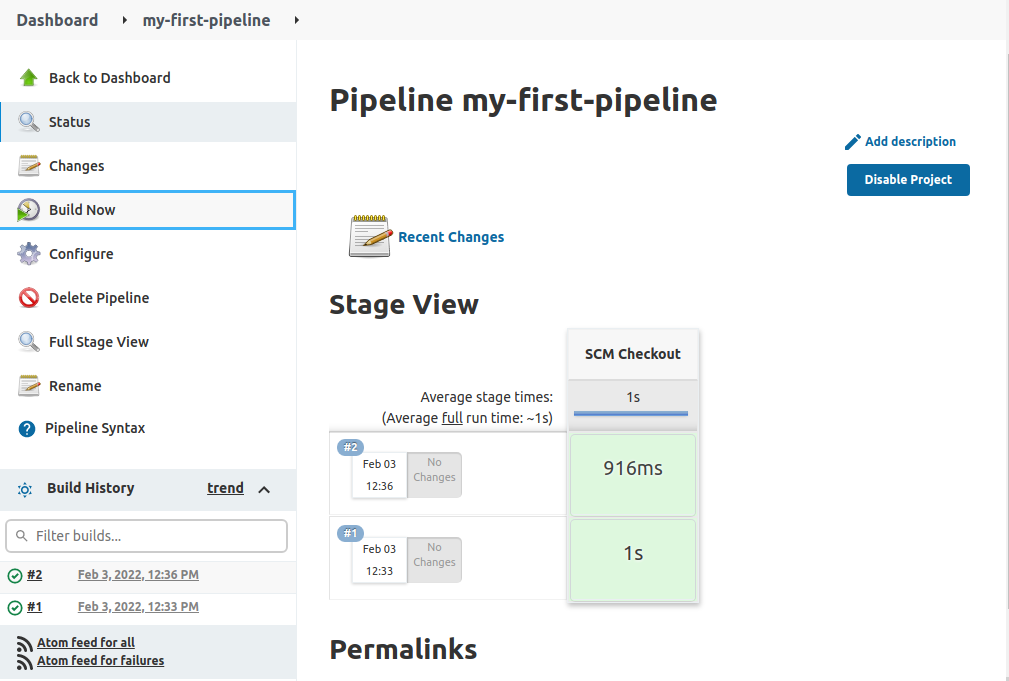 Dashboard
my-first-pipeline
Back to Dashboard
Status
Changes
Build Now
Configure
Delete Pipeline
Full Stage View
Rename
Pipeline Syntax
Build History
trend
Filter builds...
#2
Feb 3, 2022, 12:36 PM
#1
Feb 3, 2022, 12:33 PM
Atom feed for all
Atom feed for failures
Pipeline my-first-pipeline
Add description
Disable Project
Recent Changes
Stage View
SCM Checkout
Average stage times:
(Average full run time: ~1s)
1s
#2
Feb 03
12:36
No
Changes
916ms
#1
Feb 03
12:33
No
Changes
1s
Permalinks